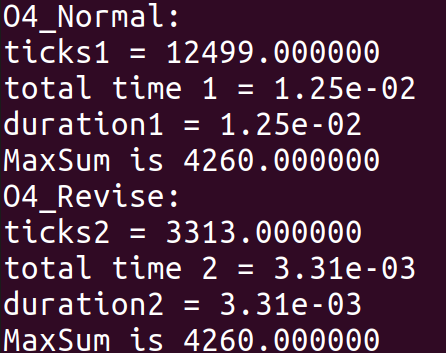 O4_Normal:
ticks1 = 12499.000000
total time 1 = 1.25e-02
duration1 = 1.25e-02
MaxSum is 4260.000000
O4_Revise:
ticks2 = 3313.000000
total time 2 = 3.31e-03
duration2 = 3.31e-03
MaxSum is 4260.000000